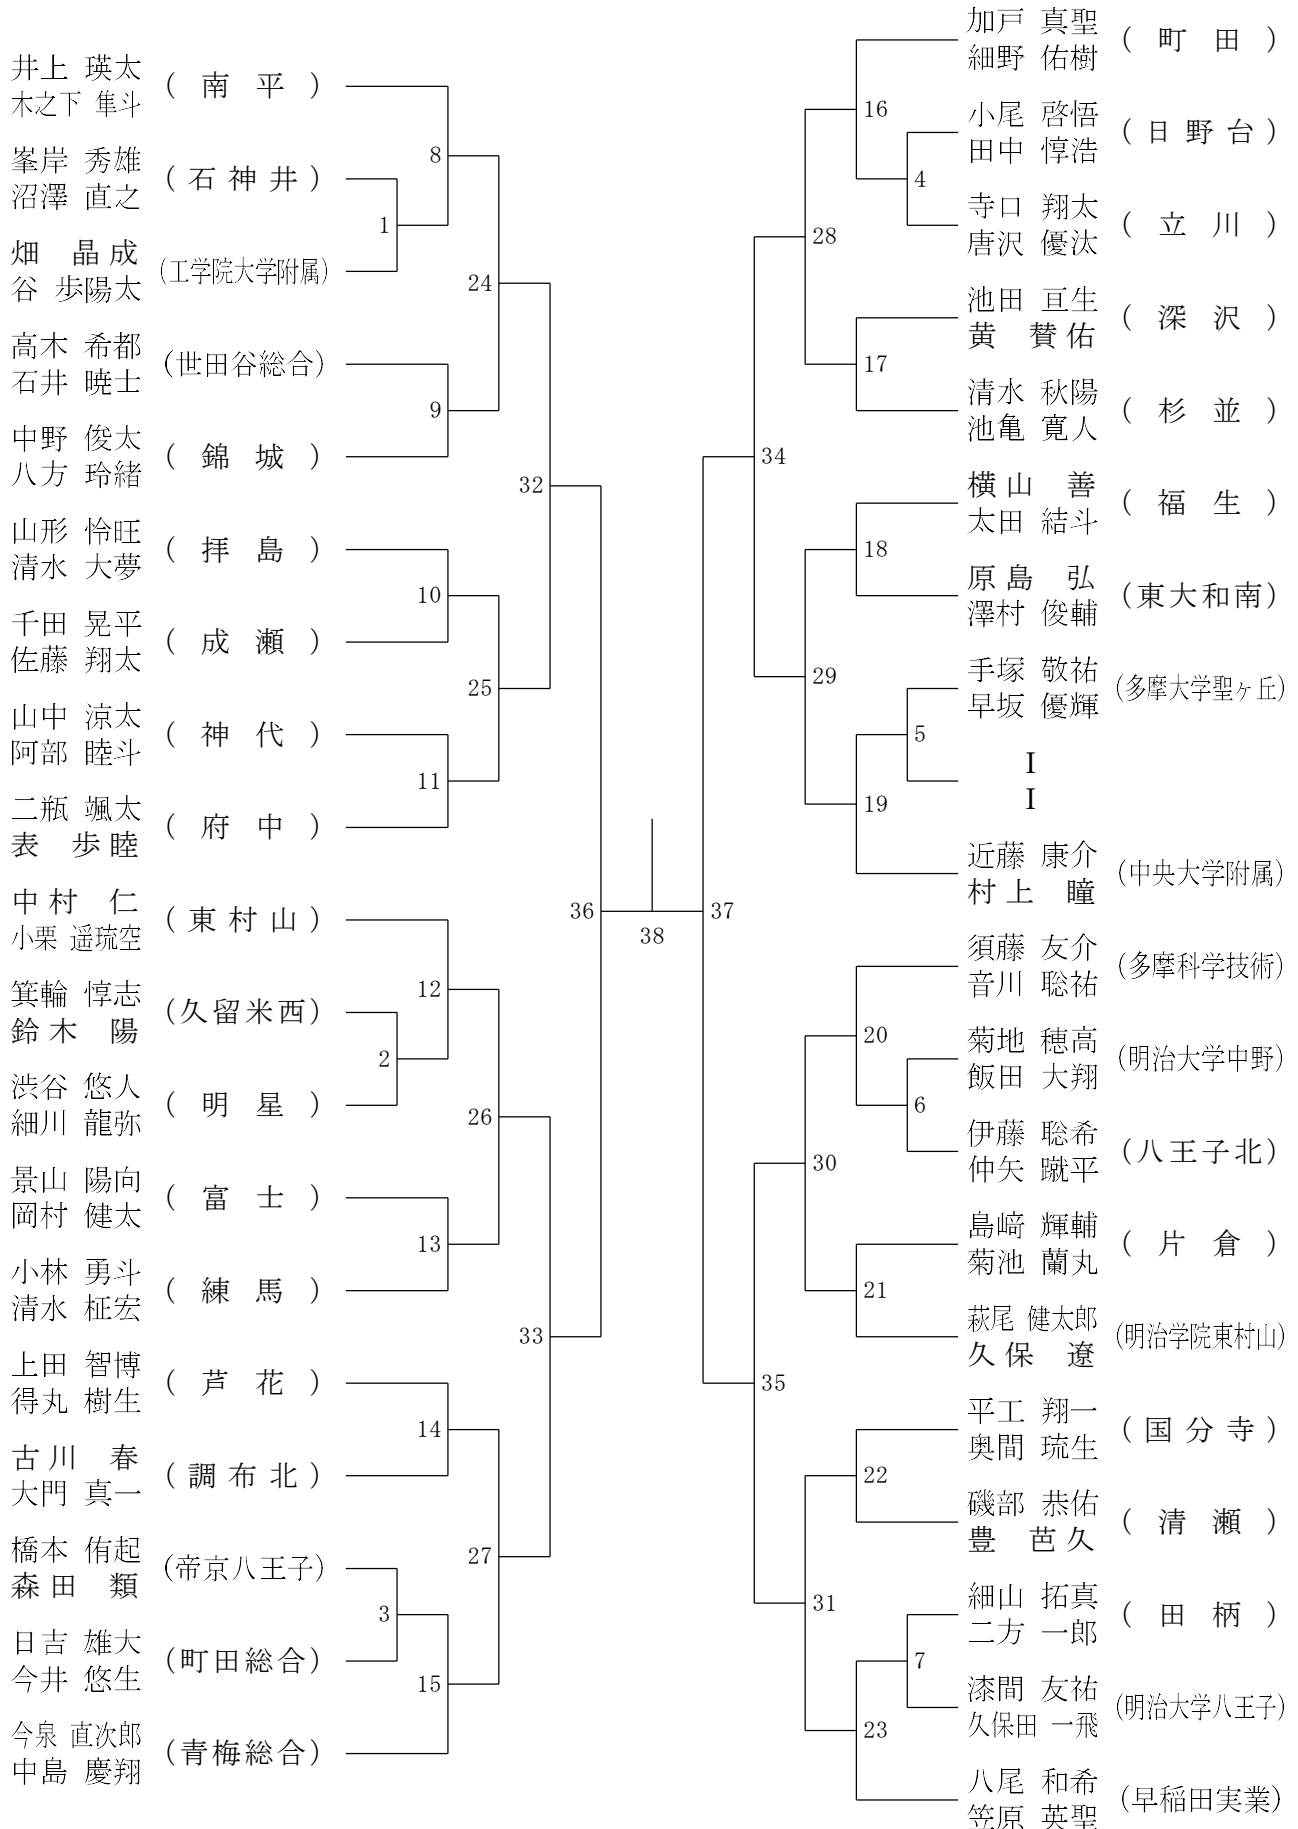 井上 瑛太
木之下 隼斗
(南平)
峯岸 秀雄
沼澤 直之
(石神井)
畑 晶成
谷 歩陽太
(工学院大学附属)
高木 希都
石井 暁士
(世田谷総合)
中野 俊太
八方 玲緒
(錦城)
山形 怜旺
清水 大夢
(拝島)
千田 晃平
佐藤 翔太
(成瀬)
山中 涼太
阿部 睦斗
(神代)
二瓶 颯太
表 歩睦
(府中)
中村 仁
小栗 遥琉空
(東村山)
箕輪 惇志
鈴木 陽
(久留米西)
渋谷 悠人
細川 龍弥
(明星)
景山 陽向
岡村 健太
(富士)
小林 勇斗
清水 柾宏
(練馬)
上田 智博
得丸 樹生
(芦花)
古川 春
大門 真一
(調布北)
橋本 侑起
森田 類
(帝京八王子)
日吉 雄大
今井 悠生
(町田総合)
今泉 直次郎
中島 慶翔
(青梅総合)
1
2
3
8
9
10
11
12
13
14
15
24
25
26
27
32
33
36
38
37
34
35
28
29
30
31
16
17
18
19
20
21
22
23
4
5
6
7
加戸 真聖
細野 佑樹
(町田)
小尾 啓悟
田中 惇浩
(日野台)
寺口 翔太
唐沢 優汰
(立川)
池田 亘生
黄 賛佑
(深沢)
清水 秋陽
池亀 寛人
(杉並)
横山 善
太田 結斗
(福生)
原島 弘
澤村 俊輔
(東大和南)
手塚 敬祐
早坂 優輝
(多摩大学聖ヶ丘)
I
I
近藤 康介
村上 瞳
(中央大学附属)
須藤 友介
音川 聡祐
(多摩科学技術)
菊地 穂高
飯田 大翔
(明治大学中野)
伊藤 聡希
仲矢 蹴平
(八王子北)
島﨑 輝輔
菊池 蘭丸
(片倉)
萩尾 健太郎
久保 遼
(明治学院東村山)
平工 翔一
奥間 琉生
(国分寺)
磯部 恭佑
豊 芭久
(清瀬)
細山 拓真
二方 一郎
(田柄)
漆間 友祐
久保田 一飛
(明治大学八王子)
八尾 和希
笠原 英聖
(早稲田実業)